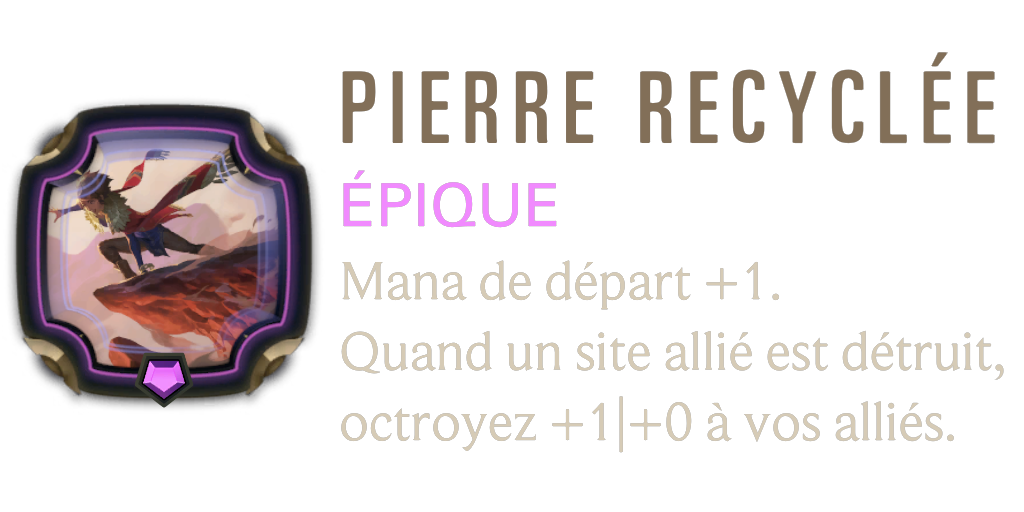 PIERRE RECYCLÉE
ÉPIQUE
Mana de départ +1.
Quand un site allié est détruit,
octroyez +1|+0 à vos alliés.